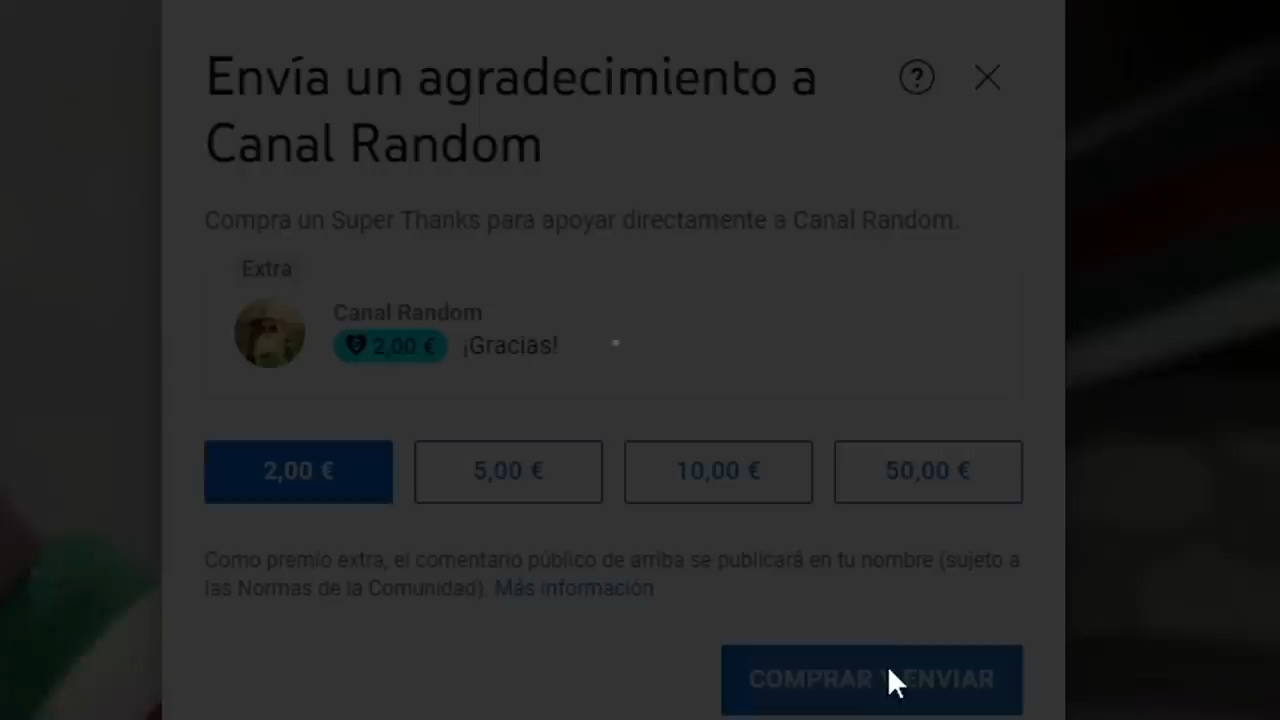 Envía un agradecimiento a
Canal Random
Compra un Super Thanks para apoyar directamente a Canal Random.
Extra
Canal Random
2,00 € ¡Gracias!
2,00 € 5,00 € 10,00 € 50,00 €
Como premio extra, el comentario público de arriba se publicará en tu nombre (sujeto a
las Normas de la Comunidad). Más información
COMPRAR Y ENVIAR